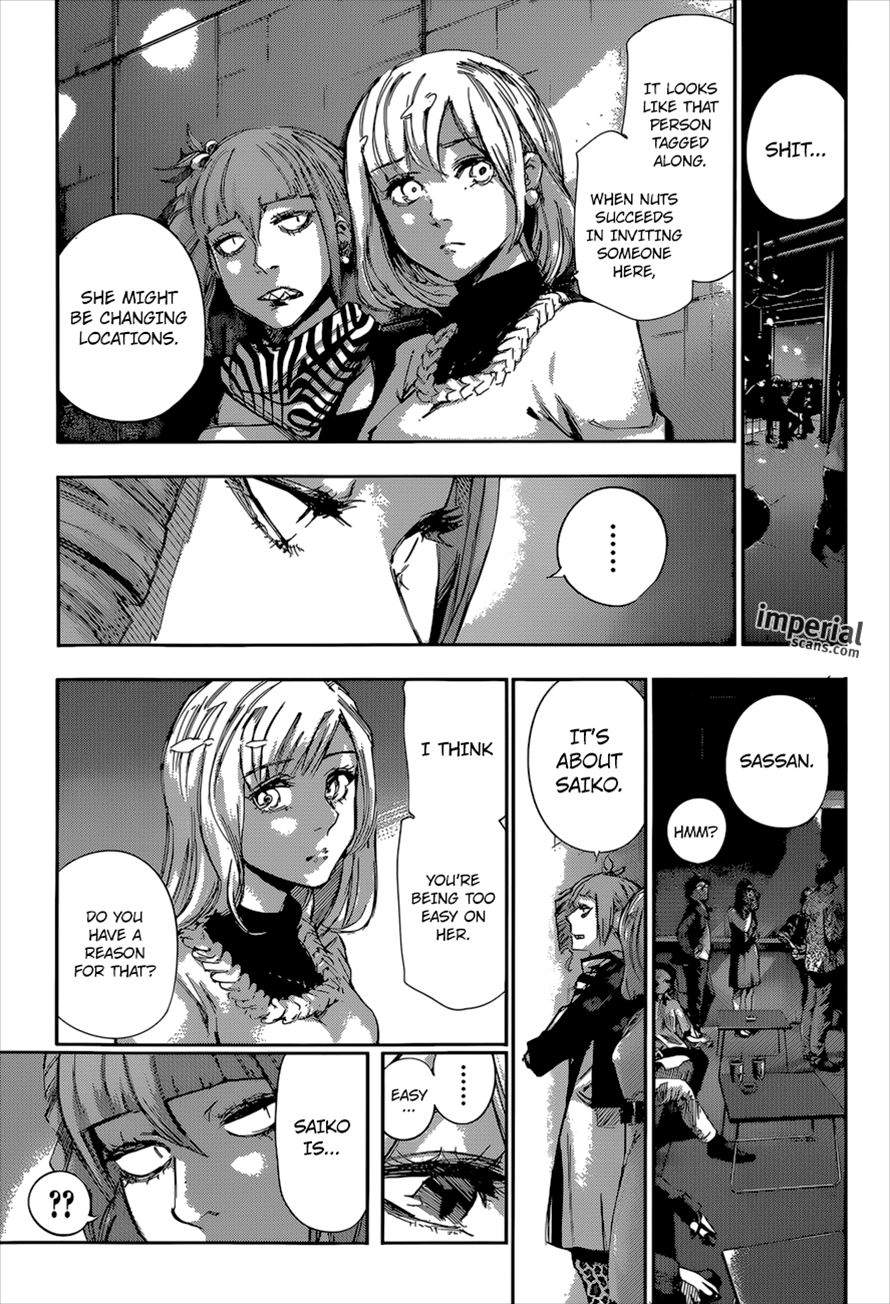 SHIT...
IT LOOKS
LIKE THAT
PERSON
TAGGED
ALONG.
WHEN NUTS
SUCCEEDS
IN INVITING
SOMEONE
HERE,
SHE MIGHT
BE CHANGING
LOCATIONS.
......
imperial
scans.com
SASSAN.
HMM?
IT'S
ABOUT
SAIKO.
I THINK
YOU'RE
BEING TOO
EASY ON
HER.
DO YOU
HAVE A
REASON
FOR THAT?
.....
EASY
...
SAIKO
IS...
??